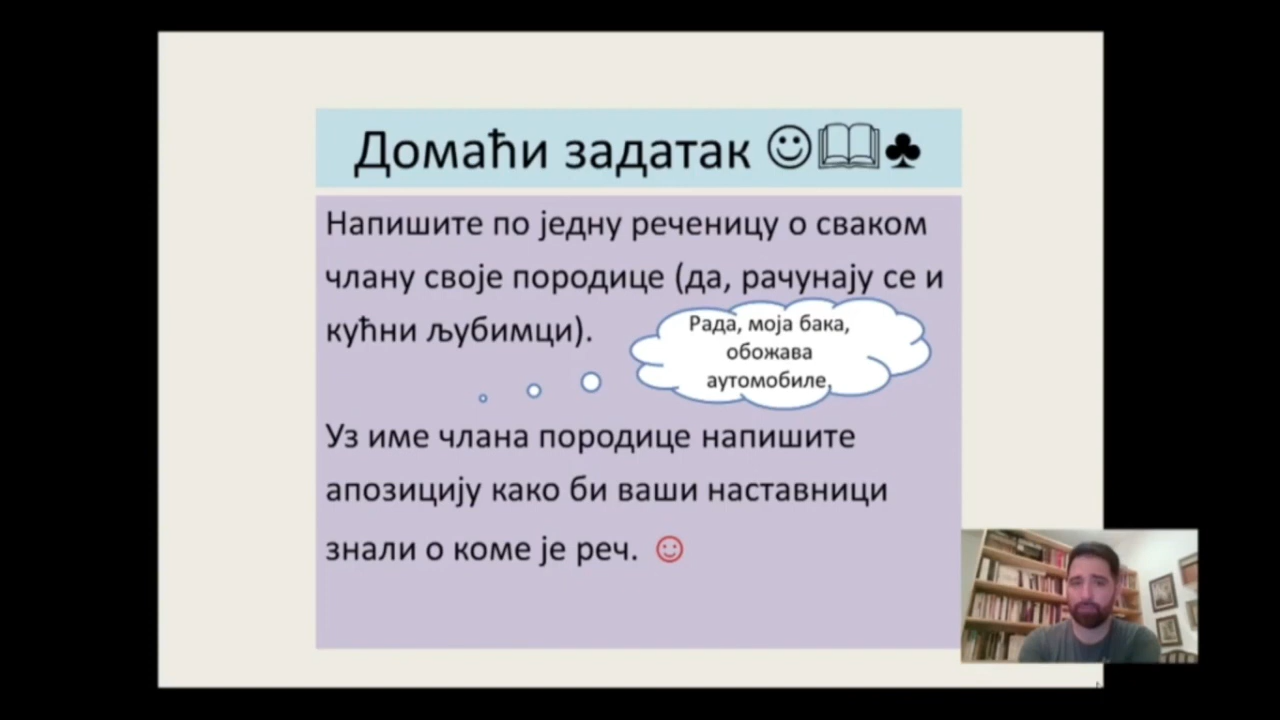 Домаћи задатак ☺📖♣
Напишите по једну реченицу о сваком
члану своје породице (да, рачунају се и
кућни љубимци).
Рада, моја бака,
обожава
аутомобиле.
Уз име члана породице напишите
апозицију како би ваши наставници
знали о коме је реч. ☺